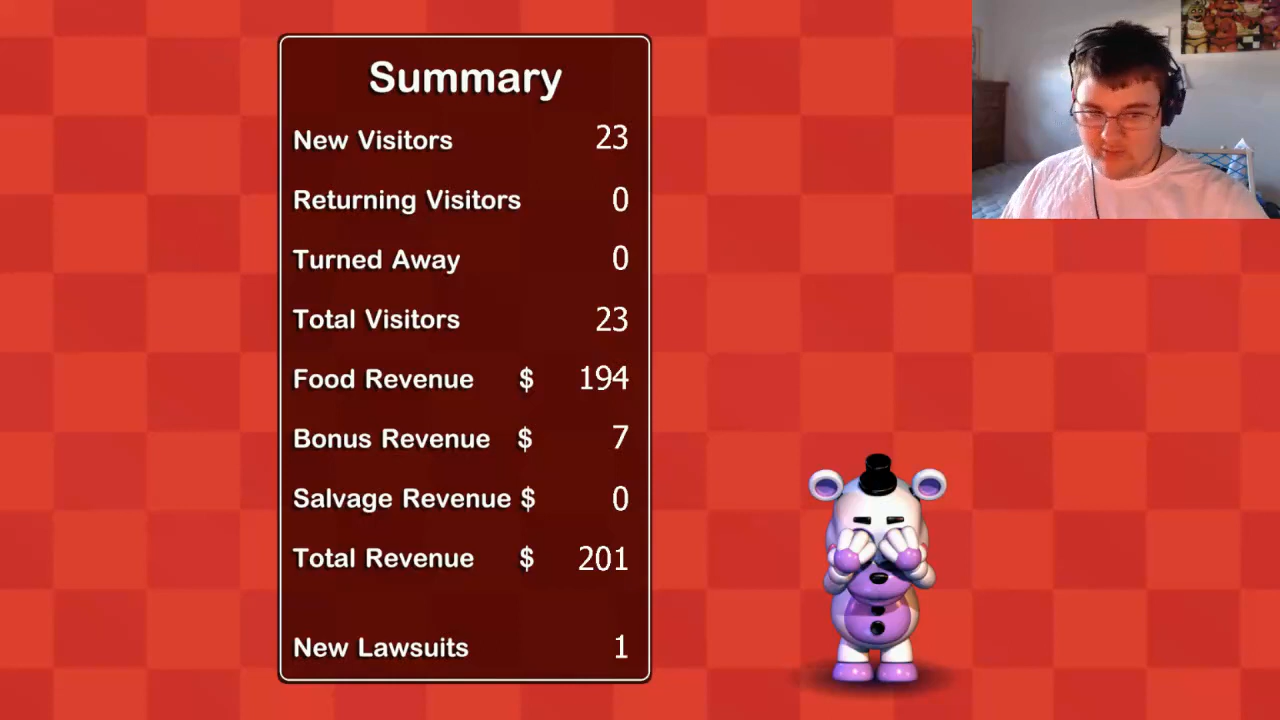 Summary
New Visitors 23
Returning Visitors 0
Turned Away 0
Total Visitors 23
Food Revenue $ 194
Bonus Revenue $ 7
Salvage Revenue $ 0
Total Revenue $ 201
New Lawsuits 1